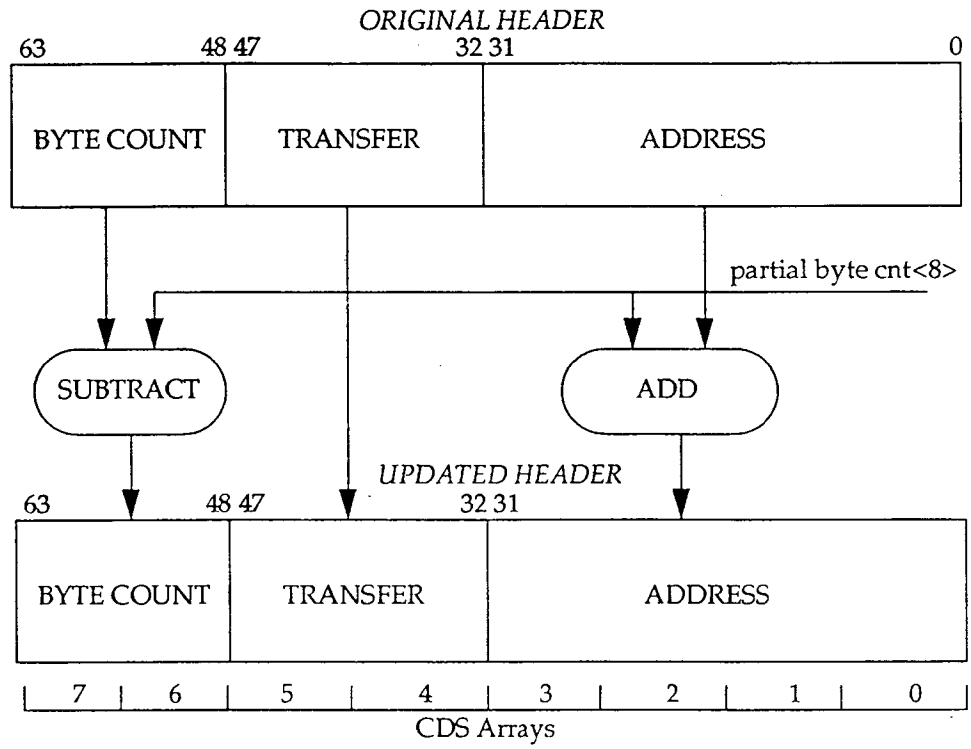 ORIGINAL HEADER
63 48 47 32 31 0
BYTE COUNT TRANSFER ADDRESS
partial byte cnt<8>
SUBTRACT ADD
UPDATED HEADER
63 48 47 32 31
BYTE COUNT TRANSFER ADDRESS
7 6 5 4 3 2 1 0
CDS Arrays